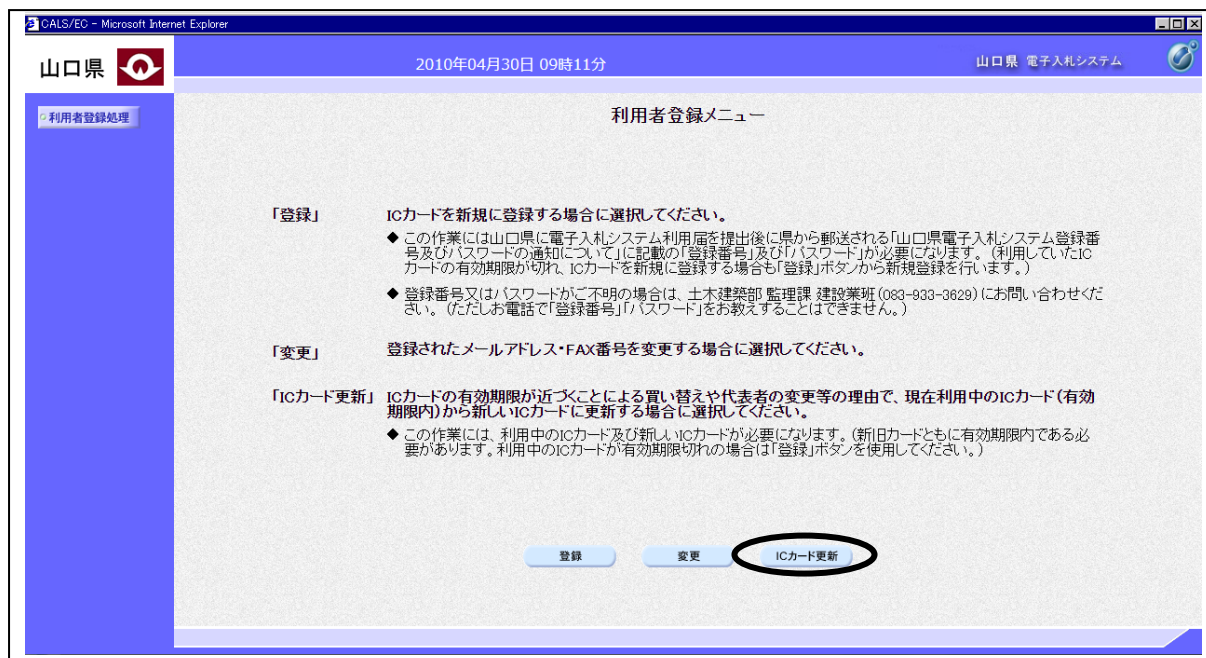 CALS/EC - Microsoft Internet Explorer
山口県
2010年04月30日 09時11分
山口県 電子入札システム
利用者登録処理
利用者登録メニュー
「登録」 ICカードを新規に登録する場合に選択してください。
◆ この作業には山口県に電子入札システム利用届を提出後に県から郵送される「山口県電子入札システム登録番
号及びパスワードの通知について」に記載の「登録番号」及び「パスワード」が必要になります。（利用していたIC
カードの有効期限が切れ、ICカードを新規に登録する場合も「登録」ボタンから新規登録を行います。）
◆ 登録番号又はパスワードがご不明の場合は、土木建築部 監理課 建設業班（083-933-3629）にお問い合わせくだ
さい。（ただしお電話で「登録番号」「パスワード」をお教えすることはできません。）
「変更」 登録されたメールアドレス・FAX番号を変更する場合に選択してください。
「ICカード更新」 ICカードの有効期限が近づくことによる買い替えや代表者の変更等の理由で、現在利用中のICカード（有効
期限内）から新しいICカードに更新する場合に選択してください。
◆ この作業には、利用中のICカード及び新しいICカードが必要になります。（新旧カードともに有効期限内である必
要があります。利用中のICカードが有効期限切れの場合は「登録」ボタンを使用してください。）
登録 変更 ICカード更新